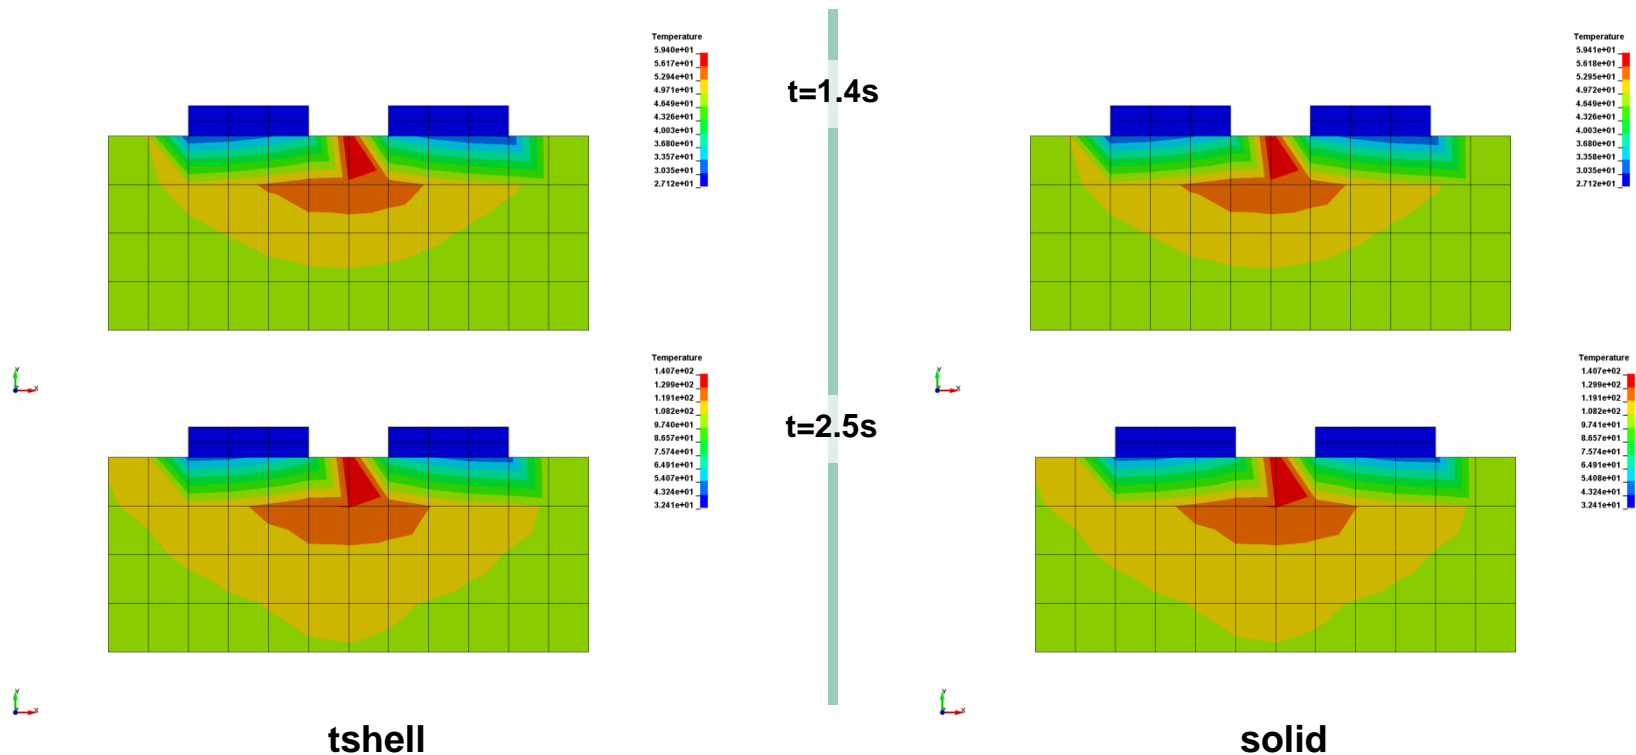 Temperature
5.940e+01
5.617e+01
5.294e+01
4.971e+01
4.649e+01
4.326e+01
4.003e+01
3.680e+01
3.357e+01
3.035e+01
2.712e+01
t=1.4s
Temperature
5.941e+01
5.618e+01
5.295e+01
4.972e+01
4.649e+01
4.326e+01
4.003e+01
3.680e+01
3.358e+01
3.035e+01
2.712e+01
Y
X
Y
X
Temperature
1.407e+02
1.299e+02
1.191e+02
1.082e+02
9.740e+01
8.657e+01
7.574e+01
6.491e+01
5.407e+01
4.324e+01
3.241e+01
t=2.5s
Temperature
1.407e+02
1.299e+02
1.191e+02
1.082e+02
9.741e+01
8.657e+01
7.574e+01
6.491e+01
5.408e+01
4.324e+01
3.241e+01
Y
X
Y
X
tshell
solid